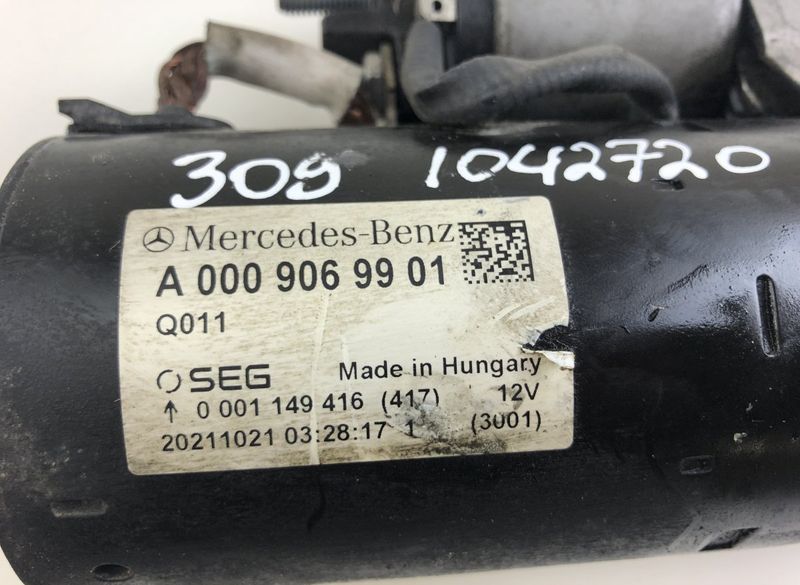 309 1042720
Mercedes-Benz
A 000 906 99 01
Q011
SEG Made in Hungary
↑ 0 001 149 416 (417) 12V
20211021 03:28:17 1 (3001)